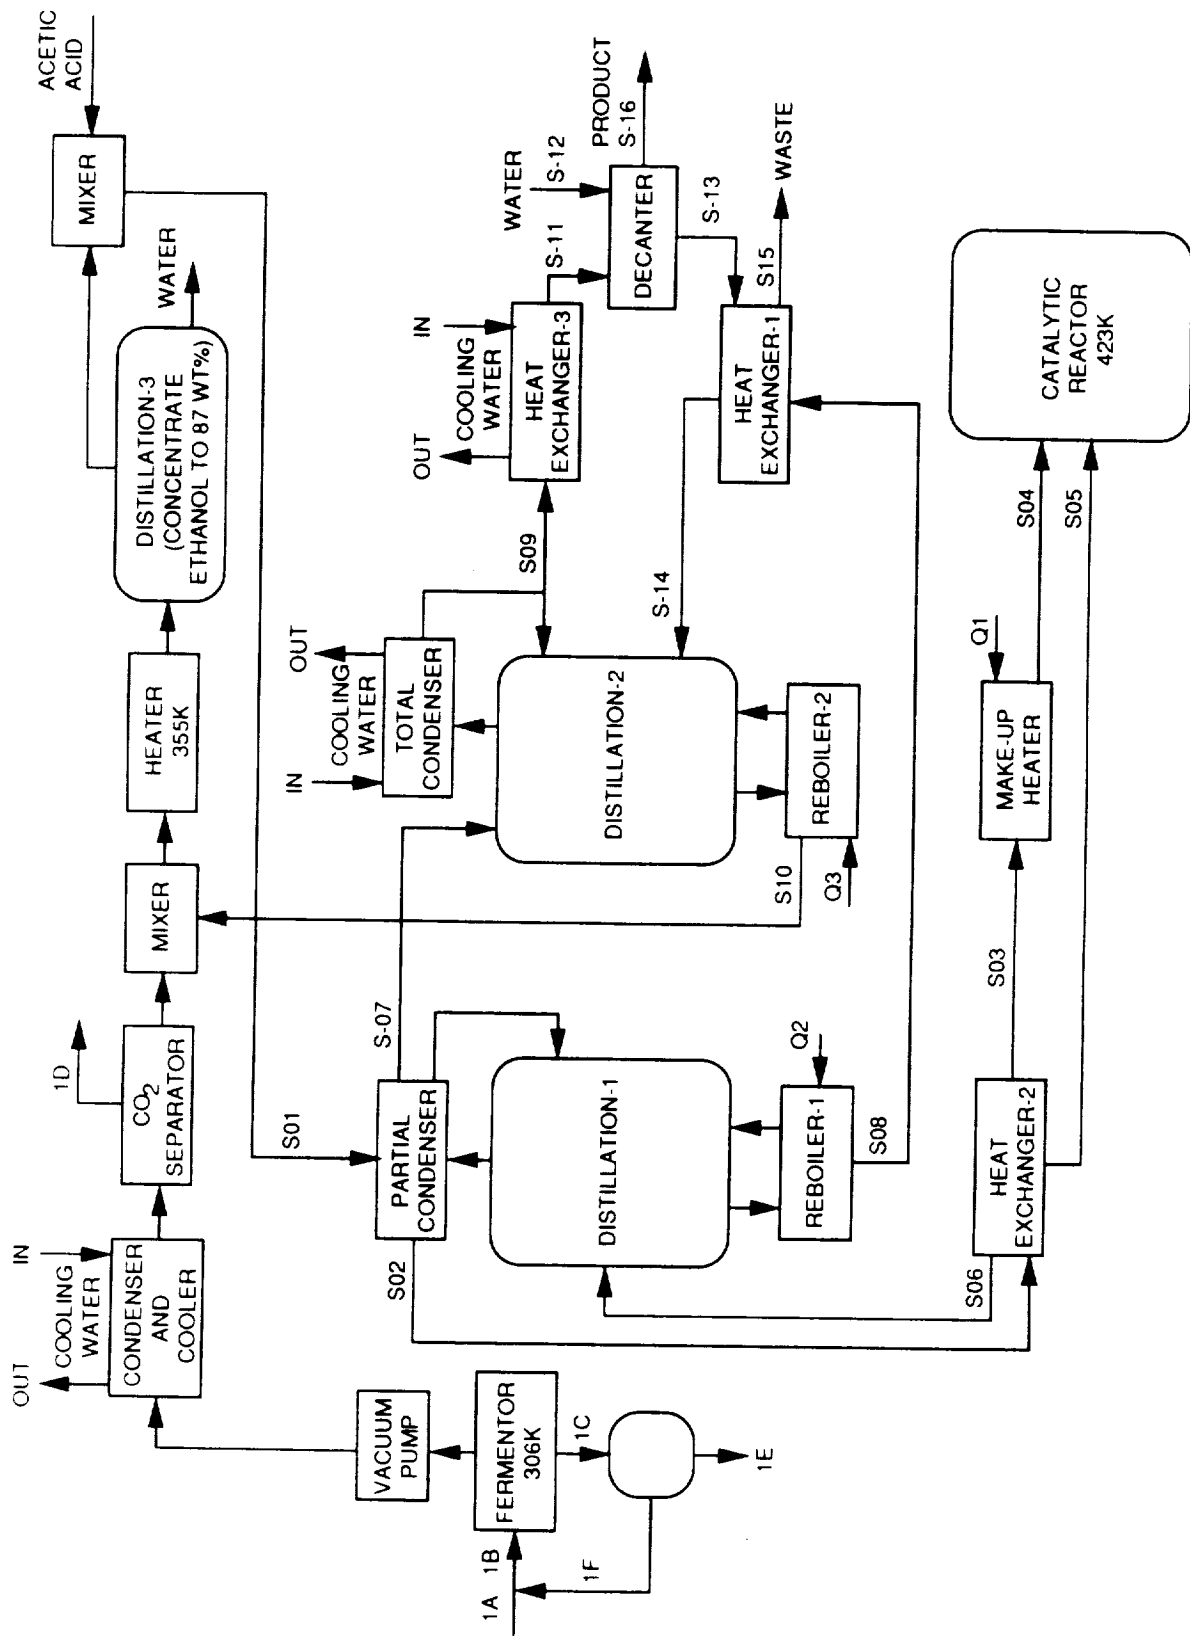 OUT
COOLING
WATER
IN
CONDENSER
AND
COOLER
1D
CO2
SEPARATOR
MIXER
HEATER
355K
DISTILLATION-3
(CONCENTRATE
ETHANOL TO 87 WT%)
WATER
MIXER
ACETIC
ACID
S01
VACUUM
PUMP
FERMENTOR
306K
1A
1B
1C
1F
1E
S02
PARTIAL
CONDENSER
S-07
DISTILLATION-1
REBOILER-1
Q2
S08
IN
COOLING
WATER
OUT
TOTAL
CONDENSER
S09
DISTILLATION-2
S-14
REBOILER-2
S10
Q3
OUT
COOLING
WATER
IN
HEAT
EXCHANGER-3
S-11
WATER
S-12
DECANTER
PRODUCT
S-16
S-13
HEAT
EXCHANGER-1
S15
WASTE
S06
HEAT
EXCHANGER-2
S03
MAKE-UP
HEATER
Q1
S04
S05
CATALYTIC
REACTOR
423K